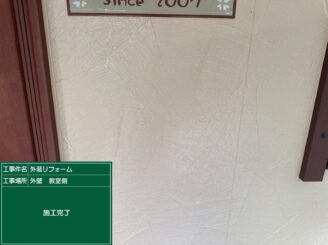 since 2007
工事件名 外装リフォーム
工事場所 外壁 教室側
施工完了